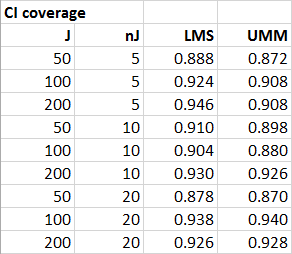 CI coverage
J nJ LMS UMM
50 5 0.888 0.872
100 5 0.924 0.908
200 5 0.946 0.908
50 10 0.910 0.898
100 10 0.904 0.880
200 10 0.930 0.926
50 20 0.878 0.870
100 20 0.938 0.940
200 20 0.926 0.928